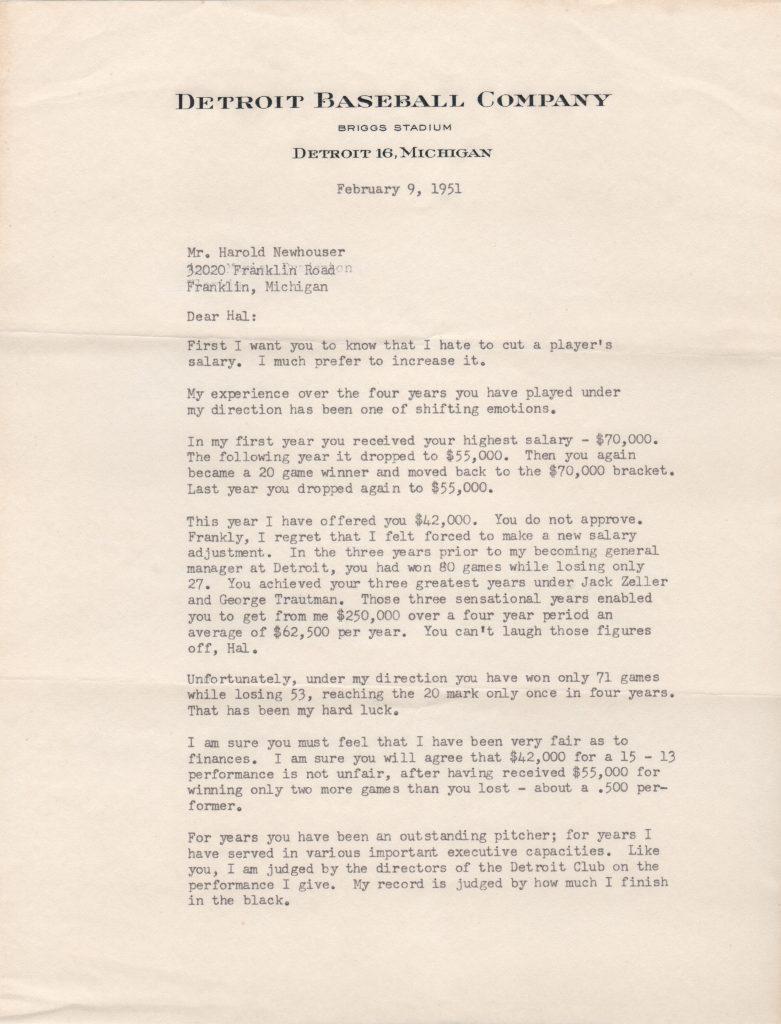 DETROIT BASEBALL COMPANY
BRIGGS STADIUM
DETROIT 16, MICHIGAN
February 9, 1951
Mr. Harold Newhouser
32020 Franklin Road
Franklin, Michigan
Dear Hal:
First I want you to know that I hate to cut a player's
salary. I much prefer to increase it.
My experience over the four years you have played under
my direction has been one of shifting emotions.
In my first year you received your highest salary - $70,000.
The following year it dropped to $55,000. Then you again
became a 20 game winner and moved back to the $70,000 bracket.
Last year you dropped again to $55,000.
This year I have offered you $42,000. You do not approve.
Frankly, I regret that I felt forced to make a new salary
adjustment. In the three years prior to my becoming general
manager at Detroit, you had won 80 games while losing only
27. You achieved your three greatest years under Jack Zeller
and George Trautman. Those three sensational years enabled
you to get from me $250,000 over a four year period an
average of $62,500 per year. You can't laugh those figures
off, Hal.
Unfortunately, under my direction you have won only 71 games
while losing 53, reaching the 20 mark only once in four years.
That has been my hard luck.
I am sure you must feel that I have been very fair as to
finances. I am sure you will agree that $42,000 for a 15 - 13
performance is not unfair, after having received $55,000 for
winning only two more games than you lost - about a .500 per-
former.
For years you have been an outstanding pitcher; for years I
have served in various important executive capacities. Like
you, I am judged by the directors of the Detroit Club on the
performance I give. My record is judged by how much I finish
in the black.